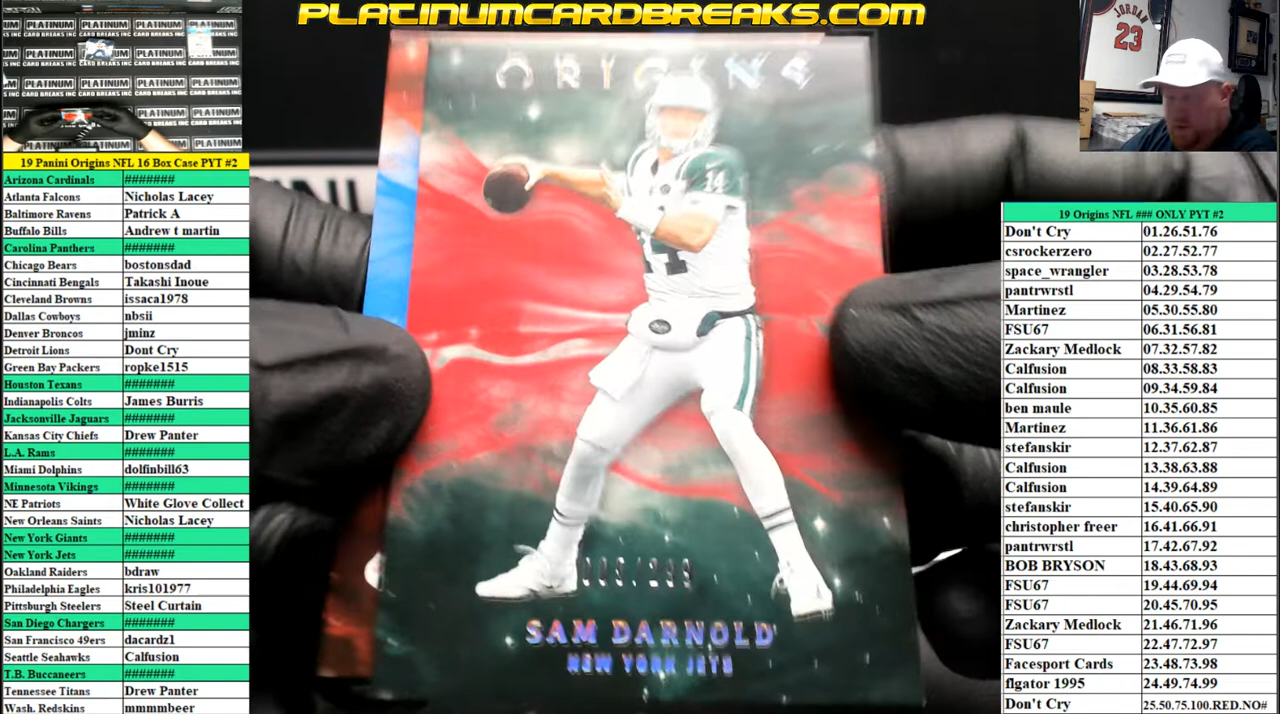 PLATINUMCARDBREAKS.COM
JORDAN
23
19 Panini Origins NFL 16 Box Case PYT #2
Arizona Cardinals #######
Atlanta Falcons Nicholas Lacey
Baltimore Ravens Patrick A
Buffalo Bills Andrew t martin
Carolina Panthers #######
Chicago Bears bostonsdad
Cincinnati Bengals Takashi Inoue
Cleveland Browns issaca1978
Dallas Cowboys nbsii
Denver Broncos jminz
Detroit Lions Dont Cry
Green Bay Packers ropke1515
Houston Texans #######
Indianapolis Colts James Burris
Jacksonville Jaguars #######
Kansas City Chiefs Drew Panter
L.A. Rams #######
Miami Dolphins dolfinbill63
Minnesota Vikings #######
NE Patriots White Glove Collect
New Orleans Saints Nicholas Lacey
New York Giants #######
New York Jets #######
Oakland Raiders bdraw
Philadelphia Eagles kris101977
Pittsburgh Steelers Steel Curtain
San Diego Chargers #######
San Francisco 49ers dacardz1
Seattle Seahawks Calfusion
T.B. Buccaneers #######
Tennessee Titans Drew Panter
Wash. Redskins mmmmbeer
ORIGINS
14
SAM DARNOLD
NEW YORK JETS
19 Origins NFL ### ONLY PYT #2
Don't Cry 01.26.51.76
csrockerzero 02.27.52.77
space_wrangler 03.28.53.78
pantrwrstl 04.29.54.79
Martinez 05.30.55.80
FSU67 06.31.56.81
Zackary Medlock 07.32.57.82
Calfusion 08.33.58.83
Calfusion 09.34.59.84
ben maule 10.35.60.85
Martinez 11.36.61.86
stefanskir 12.37.62.87
Calfusion 13.38.63.88
Calfusion 14.39.64.89
stefanskir 15.40.65.90
christopher freer 16.41.66.91
pantrwrstl 17.42.67.92
BOB BRYSON 18.43.68.93
FSU67 19.44.69.94
FSU67 20.45.70.95
Zackary Medlock 21.46.71.96
FSU67 22.47.72.97
Facesport Cards 23.48.73.98
flgator 1995 24.49.74.99
Don't Cry 25.50.75.100.RED.NO#